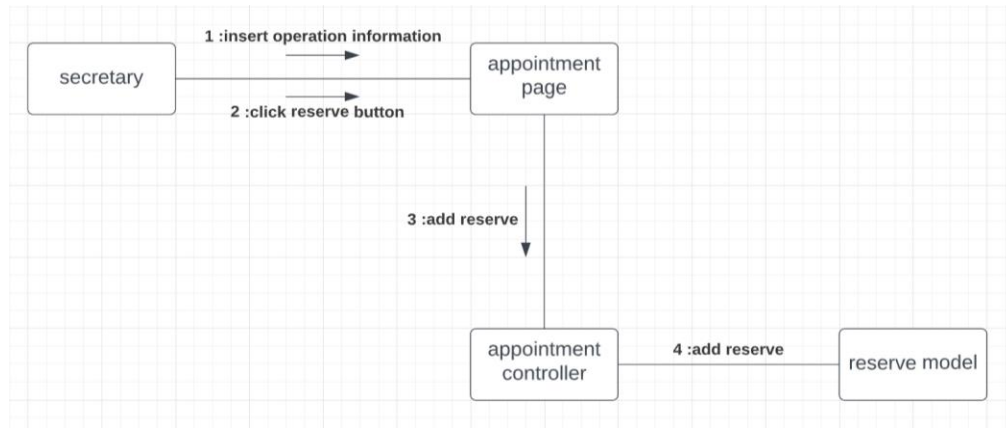 1 :insert operation information
secretary
appointment
page
2 :click reserve button
3 :add reserve
appointment
controller
4 :add reserve
reserve model